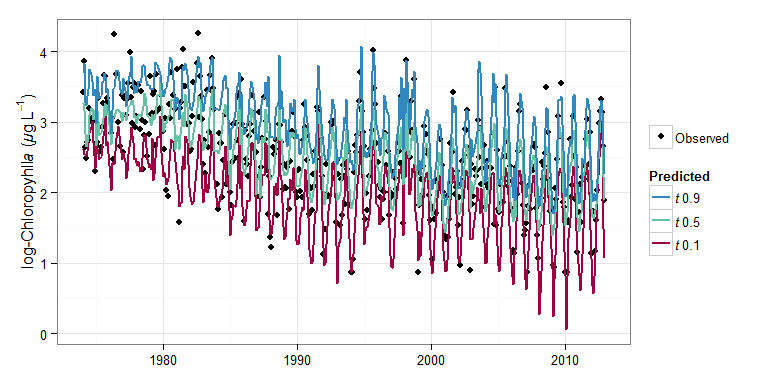 log-Chloropyhlla (μg L⁻¹)
4
3
2
1
0
1980
1990
2000
2010
Observed
Predicted
t 0.9
t 0.5
t 0.1